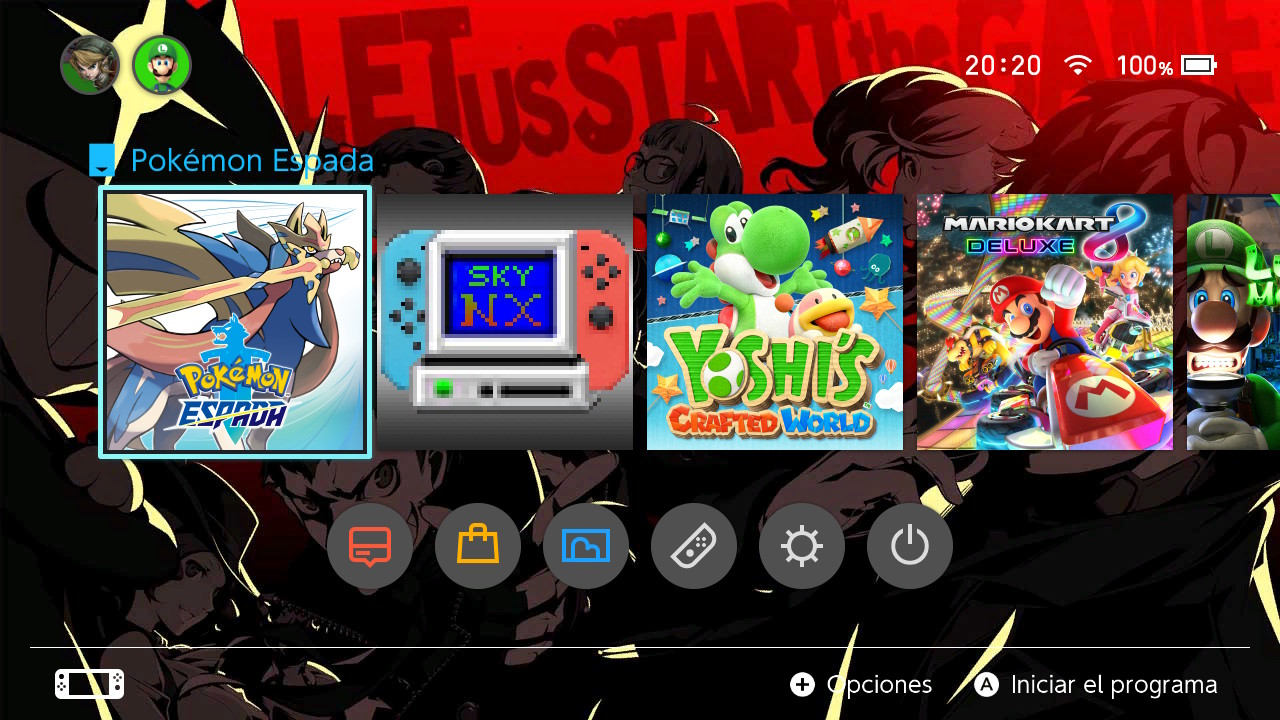 LET us START the GAME
20:20
100%
Pokémon Espada
POKéMON
ESPADA
SKY
NX
YOSHI'S
CRAFTED WORLD
MARIOKART 8
DELUXE
M
L
Opciones
A Iniciar el programa